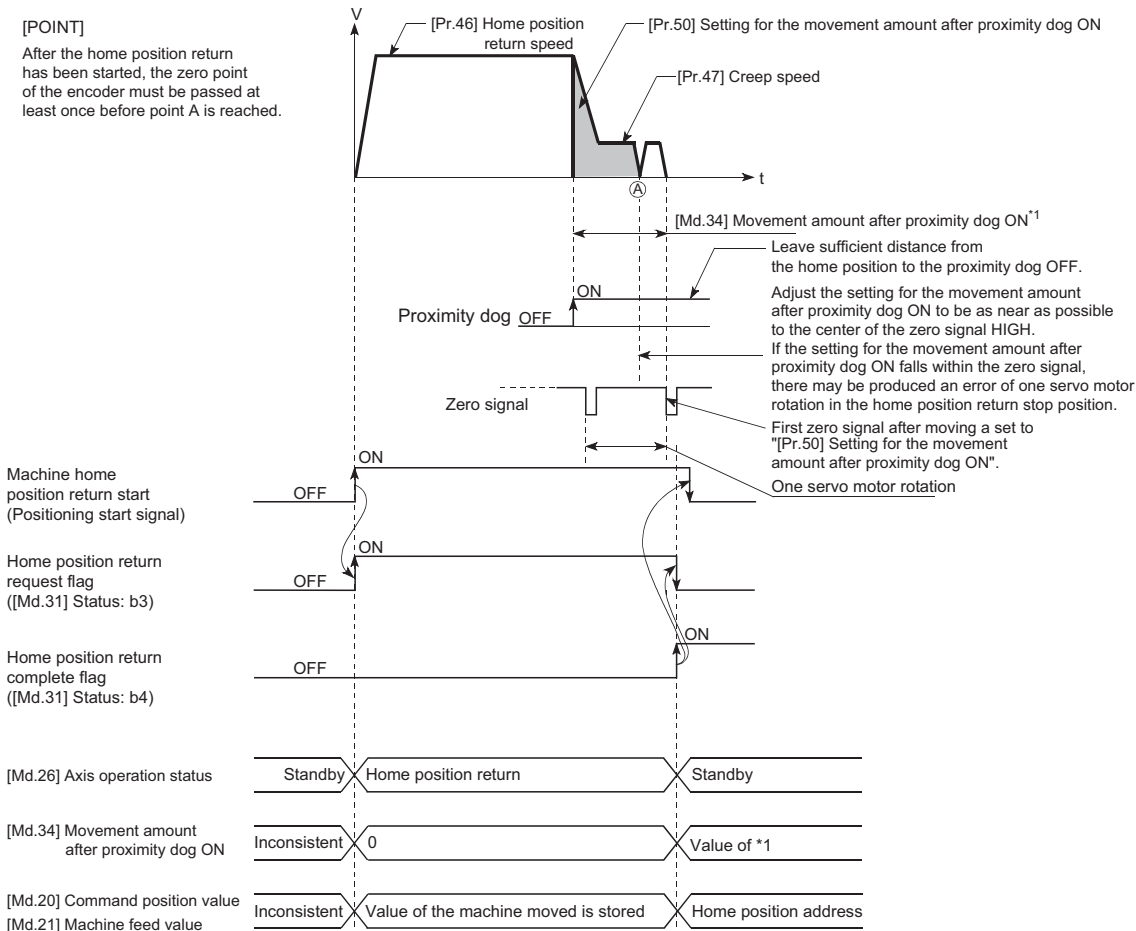 [POINT]
After the home position return
has been started, the zero point
of the encoder must be passed at
least once before point A is reached.
V
[Pr.46] Home position
return speed
[Pr.50] Setting for the movement amount after proximity dog ON
[Pr.47] Creep speed
t
A
[Md.34] Movement amount after proximity dog ON*1
Leave sufficient distance from
the home position to the proximity dog OFF.
ON
Proximity dog OFF
Adjust the setting for the movement amount
after proximity dog ON to be as near as possible
to the center of the zero signal HIGH.
If the setting for the movement amount after
proximity dog ON falls within the zero signal,
there may be produced an error of one servo motor
rotation in the home position return stop position.
Zero signal
First zero signal after moving a set to
"[Pr.50] Setting for the movement
amount after proximity dog ON".
One servo motor rotation
Machine home
position return start
(Positioning start signal)
OFF
ON
Home position return
request flag
([Md.31] Status: b3)
OFF
ON
Home position return
complete flag
([Md.31] Status: b4)
OFF
ON
[Md.26] Axis operation status
Standby
Home position return
Standby
[Md.34] Movement amount
after proximity dog ON
Inconsistent
0
Value of *1
[Md.20] Command position value
[Md.21] Machine feed value
Inconsistent
Value of the machine moved is stored
Home position address